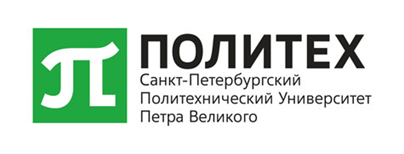 ПОЛИТЕХ
Санкт-Петербургский
Политехнический Университет
Петра Великого